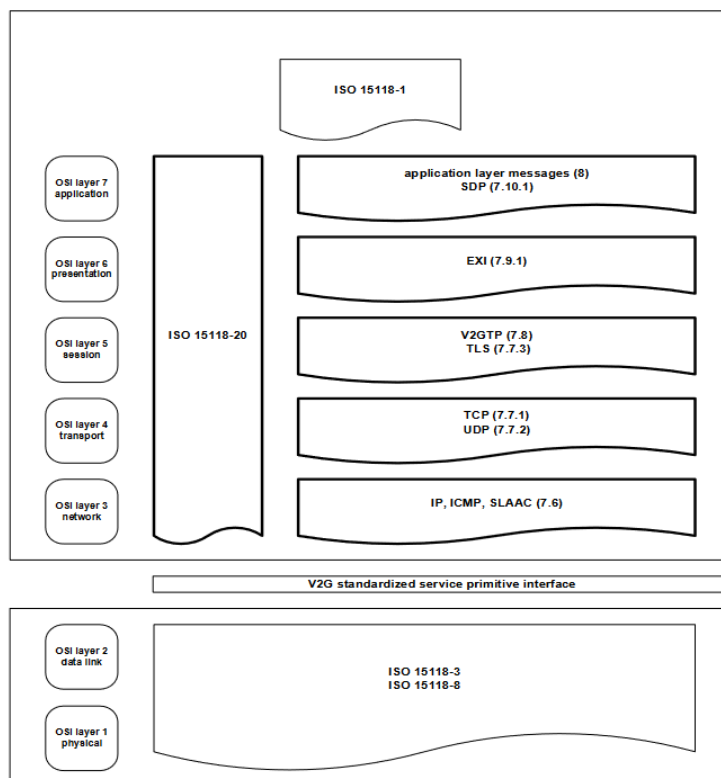 ISO 15118-1
OSI layer 7
application
ISO 15118-20
application layer messages (8)
SDP (7.10.1)
OSI layer 6
presentation
EXI (7.9.1)
OSI layer 5
session
V2GTP (7.8)
TLS (7.7.3)
OSI layer 4
transport
TCP (7.7.1)
UDP (7.7.2)
OSI layer 3
network
IP, ICMP, SLAAC (7.6)
V2G standardized service primitive interface
OSI layer 2
data link
ISO 15118-3
ISO 15118-8
OSI layer 1
physical